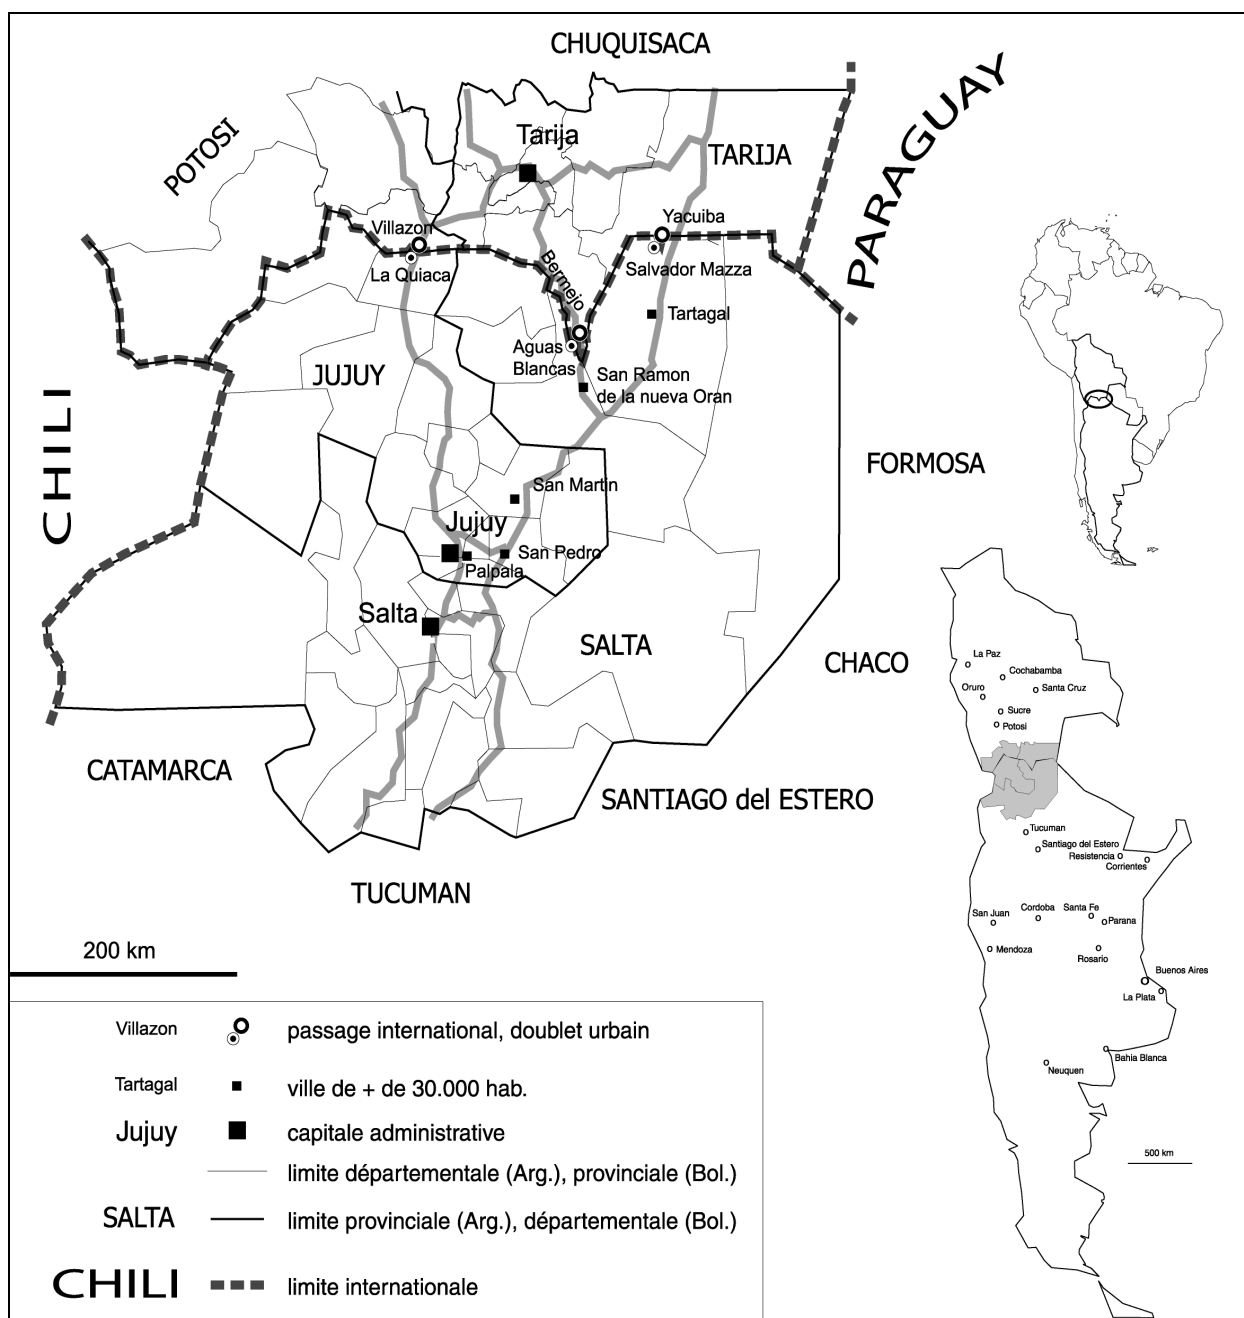 CHUQUISACA
PARAGUAY
POTOSI
Tarija
TARIJA
Villazon
Yacuiba
La Quiaca
Bermejo
Salvador Mazza
Tartagal
Aguas
Blancas
San Ramon
de la nueva Oran
JUJUY
CHILI
FORMOSA
San Martin
Jujuy
San Pedro
Palpala
Salta
SALTA
CHACO
CATAMARCA
SANTIAGO del ESTERO
TUCUMAN
200 km
La Paz
Cochabamba
Oruro
Santa Cruz
Sucre
Potosi
Tucuman
Santiago del Estero
Resistencia
Corrientes
San Juan
Cordoba
Santa Fe
Parana
Mendoza
Rosario
Buenos Aires
La Plata
Bahia Blanca
Neuquen
500 km
Villazon passage international, doublet urbain
Tartagal ville de + de 30.000 hab.
Jujuy capitale administrative
limite départementale (Arg.), provinciale (Bol.)
SALTA limite provinciale (Arg.), départementale (Bol.)
CHILI limite internationale